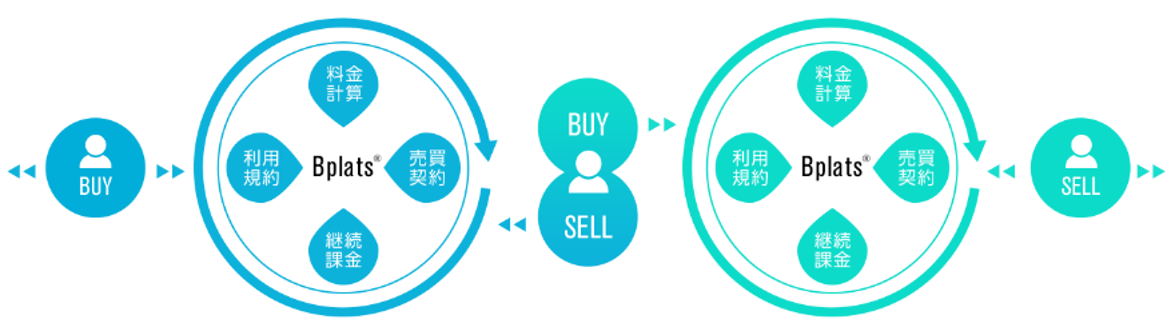 BUY
料金
計算
利用
規約
Bplats®
売買
契約
継続
課金
BUY
SELL
料金
計算
利用
規約
Bplats®
売買
契約
継続
課金
SELL